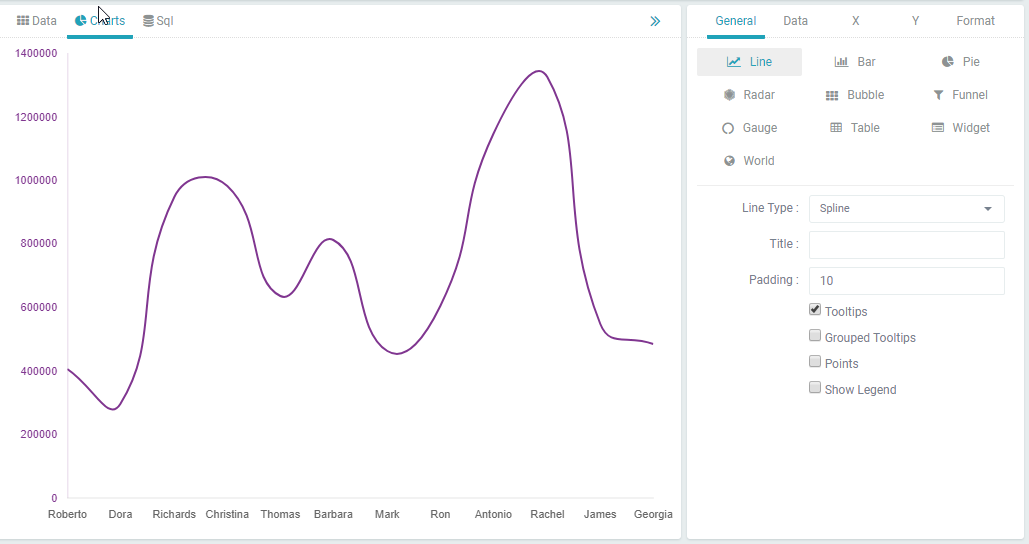 Data Charts Sql
1400000
1200000
1000000
800000
600000
400000
200000
0
Roberto Dora Richards Christina Thomas Barbara Mark Ron Antonio Rachel James Georgia
General Data X Y Format
Line Bar Pie
Radar Bubble Funnel
Gauge Table Widget
World
Line Type : Spline
Title :
Padding : 10
Tooltips
Grouped Tooltips
Points
Show Legend